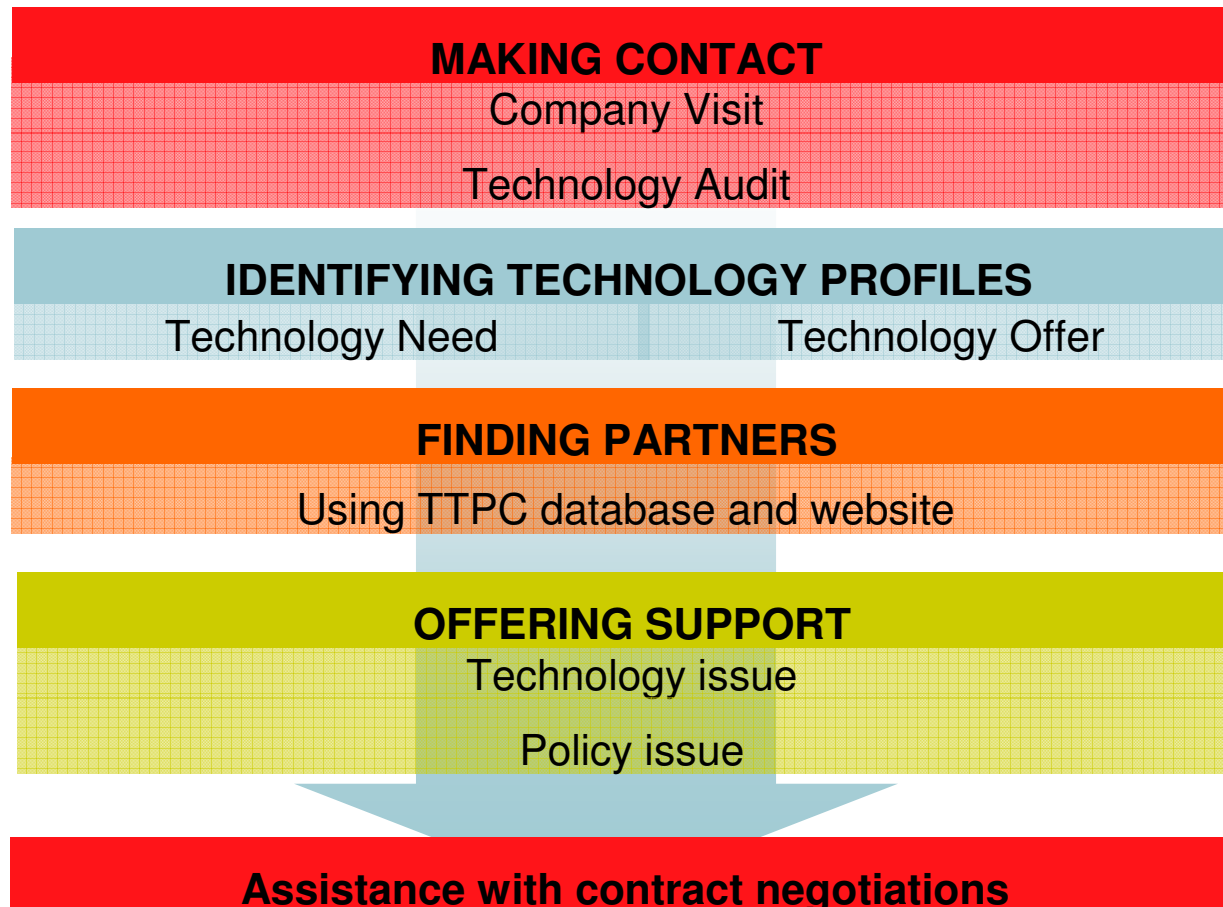 MAKING CONTACT
Company Visit
Technology Audit
IDENTIFYING TECHNOLOGY PROFILES
Technology Need Technology Offer
FINDING PARTNERS
Using TTPC database and website
OFFERING SUPPORT
Technology issue
Policy issue
Assistance with contract negotiations